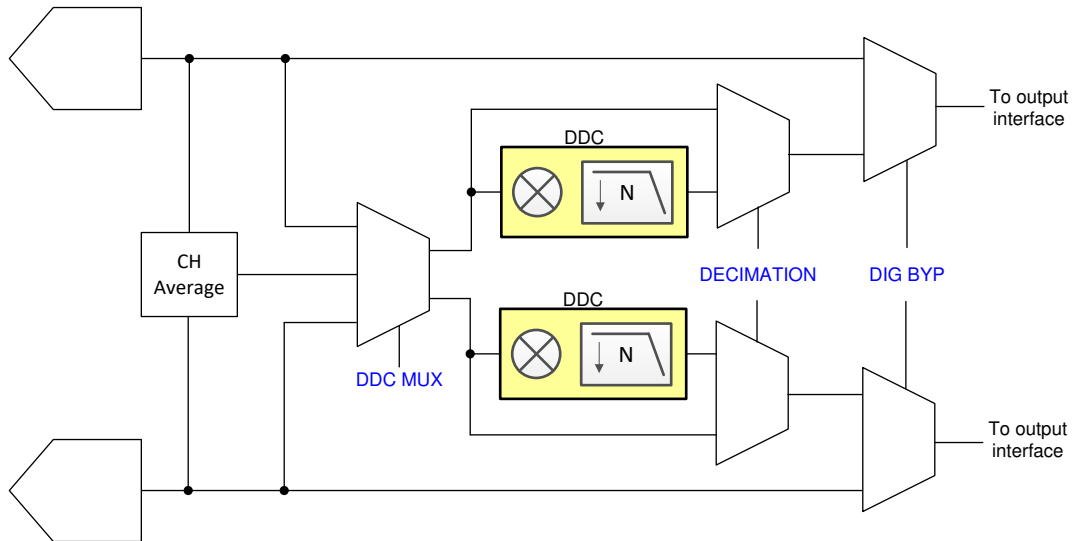 To output
interface
DDC
N
CH
Average
DECIMATION
DIG BYP
DDC
N
DDC MUX
To output
interface